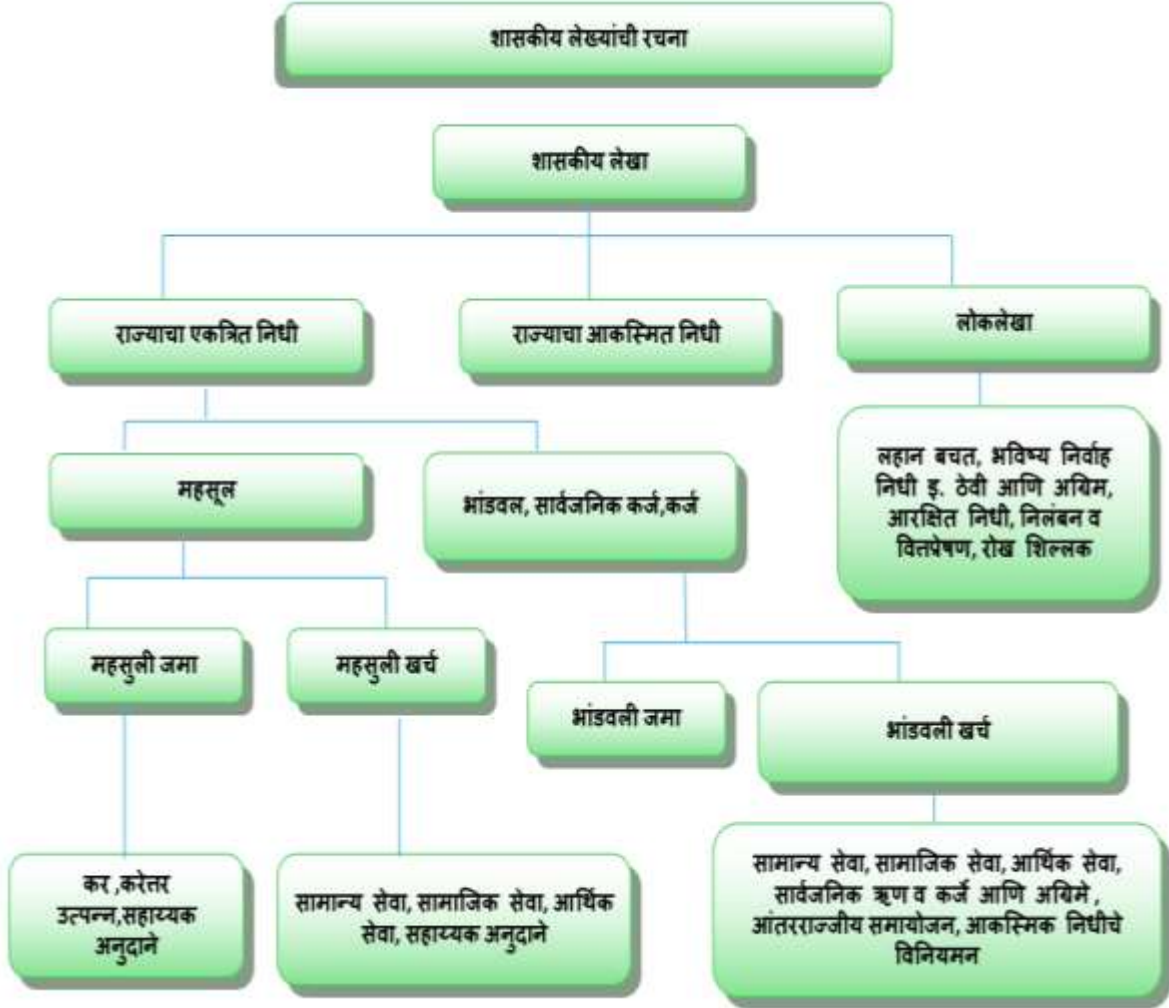 शासकीय लेख्यांची रचना
शासकीय लेखा
राज्याचा एकत्रित निधी
राज्याचा आकस्मित निधी
लोकलेखा
महसूल
भांडवल, सार्वजनिक कर्ज,कर्ज
लहान बचत, भविष्य निर्वाह
निधी इ. ठेवी आणि अग्रिम,
आरक्षित निधी, निलंबन व
वित्तप्रेषण, रोख शिल्लक
महसुली जमा
महसुली खर्च
भांडवली जमा
भांडवली खर्च
कर ,करेत्तर
उत्पन्न,सहाय्यक
अनुदाने
सामान्य सेवा, सामाजिक सेवा, आर्थिक
सेवा, सहाय्यक अनुदाने
सामान्य सेवा, सामाजिक सेवा, आर्थिक सेवा,
सार्वजनिक ऋण व कर्जे आणि अग्रिमे ,
आंतरराज्यीय समायोजन, आकस्मिक निधीचे
विनियमन